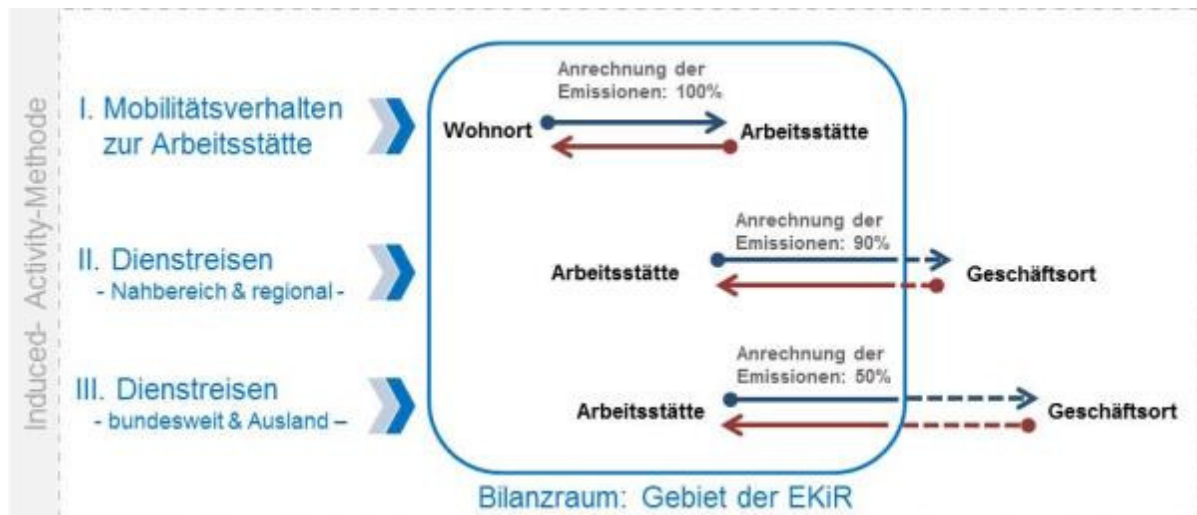 Induced- Activity-Methode
I. Mobilitätsverhalten
zur Arbeitsstätte
Anrechnung der
Emissionen: 100%
Wohnort
Arbeitsstätte
II. Dienstreisen
- Nahbereich & regional -
Anrechnung der
Emissionen: 90%
Arbeitsstätte
Geschäftsort
III. Dienstreisen
- bundesweit & Ausland –
Anrechnung der
Emissionen: 50%
Arbeitsstätte
Geschäftsort
Bilanzraum: Gebiet der EKiR